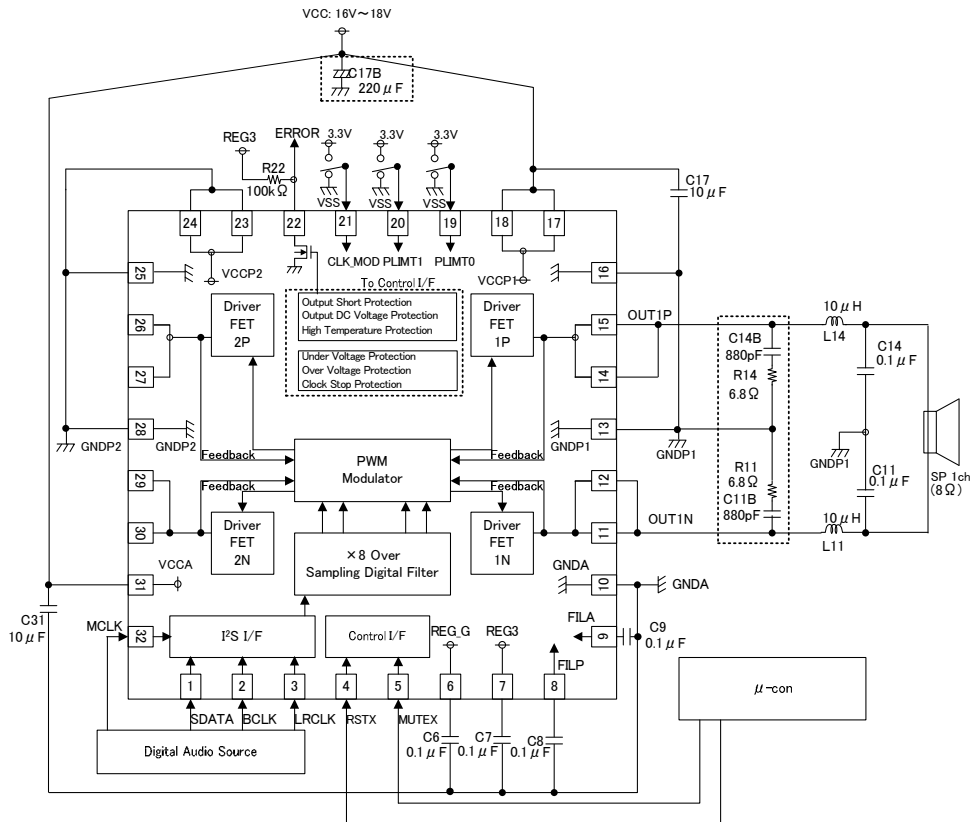 VCC: 16V～18V
C17B
220μF
REG3
ERROR
R22
100kΩ
3.3V
3.3V
3.3V
VSS
VSS
VSS
C17
10μF
24
23
22
21
20
19
18
17
CLK_MOD
PLIMT1
PLIMT0
VCCP2
VCCP1
To Control I/F
Output Short Protection
Output DC Voltage Protection
High Temperature Protection
Under Voltage Protection
Over Voltage Protection
Clock Stop Protection
25
26
27
28
29
30
31
32
16
15
14
13
12
11
10
9
Driver
FET
2P
Driver
FET
1P
OUT1P
10μH
L14
C14B
880pF
R14
6.8Ω
C14
0.1μF
GNDP2
GNDP2
GNDP1
GNDP1
GNDP1
Feedback
Feedback
Feedback
Feedback
PWM
Modulator
R11
6.8Ω
C11B
880pF
C11
0.1μF
SP 1ch
(8Ω)
Driver
FET
2N
Driver
FET
1N
OUT1N
10μH
L11
×8 Over
Sampling Digital Filter
VCCA
GNDA
GNDA
C31
10μF
MCLK
I²S I/F
Control I/F
REG_G
REG3
FILP
FILA
C9
0.1μF
1
2
3
4
5
6
7
8
SDATA
BCLK
LRCLK
RSTX
MUTEX
C6
0.1μF
C7
0.1μF
C8
0.1μF
Digital Audio Source
μ-con